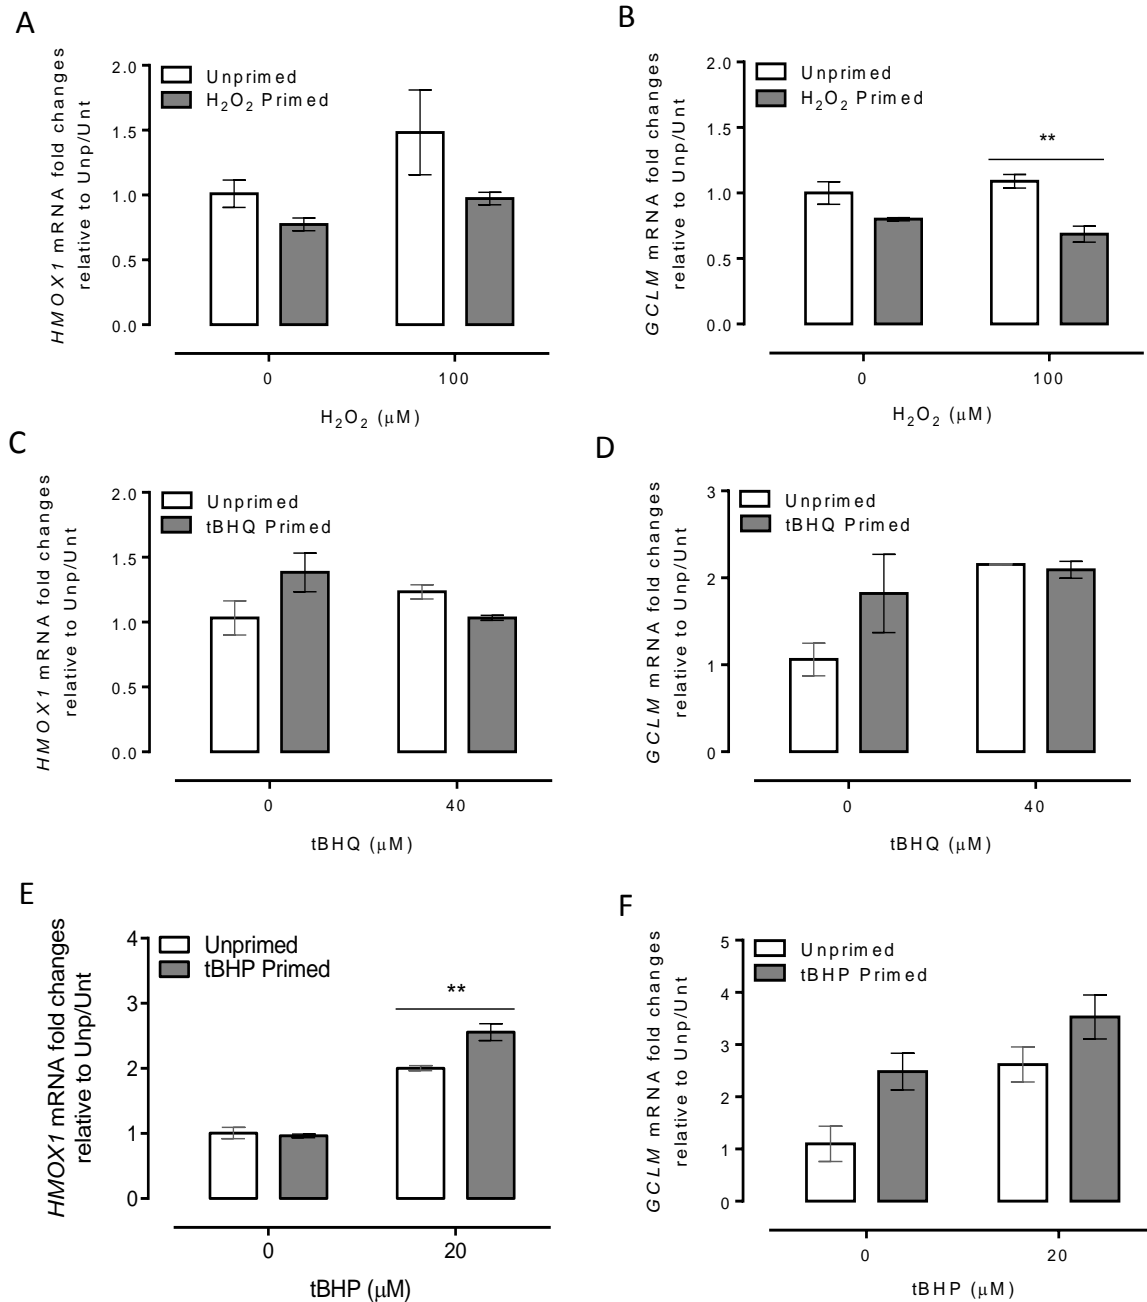 A
HMOX1 mRNA fold changes
relative to Unp/Unt
2.0
1.5
1.0
0.5
0.0
Unprimed
H₂O₂ Primed
0
100
H₂O₂ (μM)
B
GCLM mRNA fold changes
relative to Unp/Unt
2.0
1.5
1.0
0.5
0.0
Unprimed
H₂O₂ Primed
**
0
100
H₂O₂ (μM)
C
HMOX1 mRNA fold changes
relative to Unp/Unt
2.0
1.5
1.0
0.5
0.0
Unprimed
tBHQ Primed
0
40
tBHQ (μM)
D
GCLM mRNA fold changes
relative to Unp/Unt
3
2
1
0
Unprimed
tBHQ Primed
0
40
tBHQ (μM)
E
HMOX1 mRNA fold changes
relative to Unp/Unt
4
3
2
1
0
Unprimed
tBHP Primed
**
0
20
tBHP (μM)
F
GCLM mRNA fold changes
relative to Unp/Unt
5
4
3
2
1
0
Unprimed
tBHP Primed
0
20
tBHP (μM)